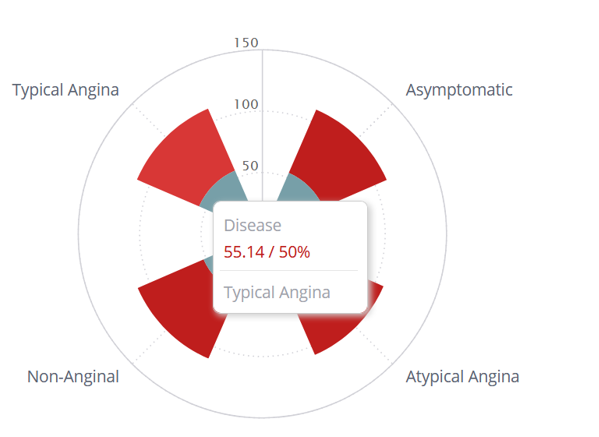 150
Typical Angina
Asymptomatic
100
50
Disease
55.14 / 50%
Typical Angina
Non-Anginal
Atypical Angina